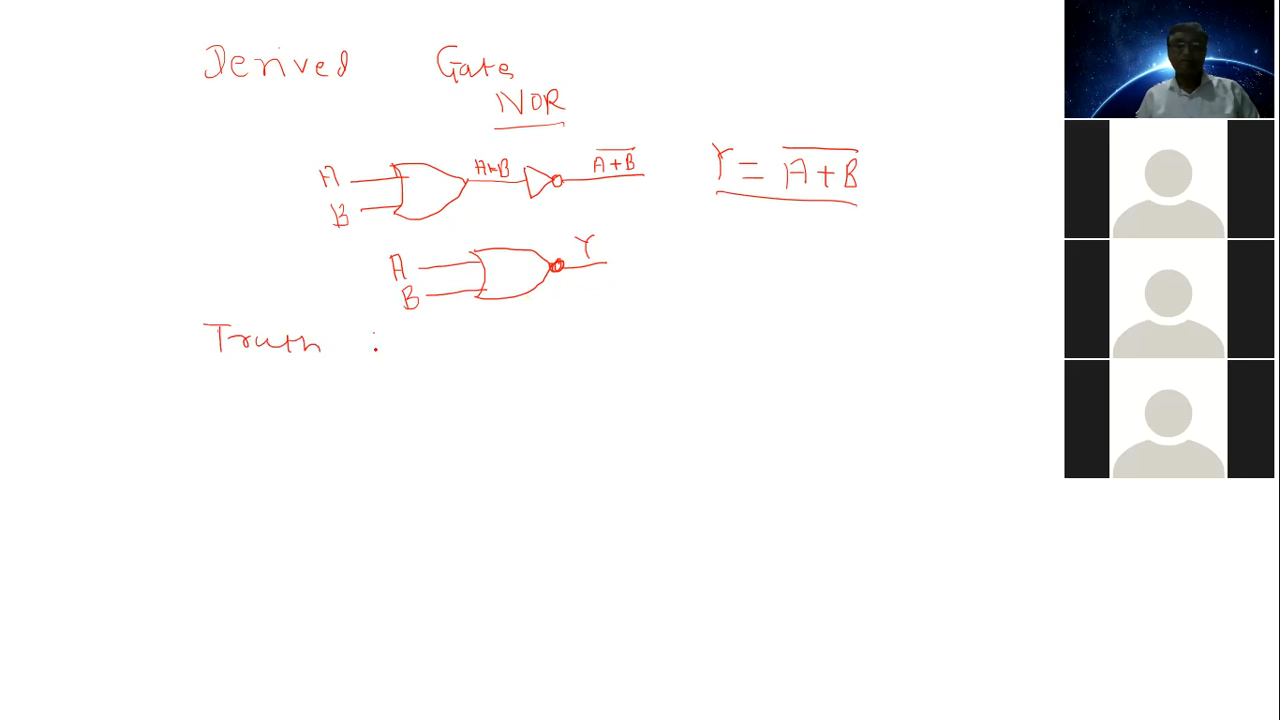 Derived Gate
NOR
A
B
A+B
A+B
Y = A+B
A
B
Y
Truth :